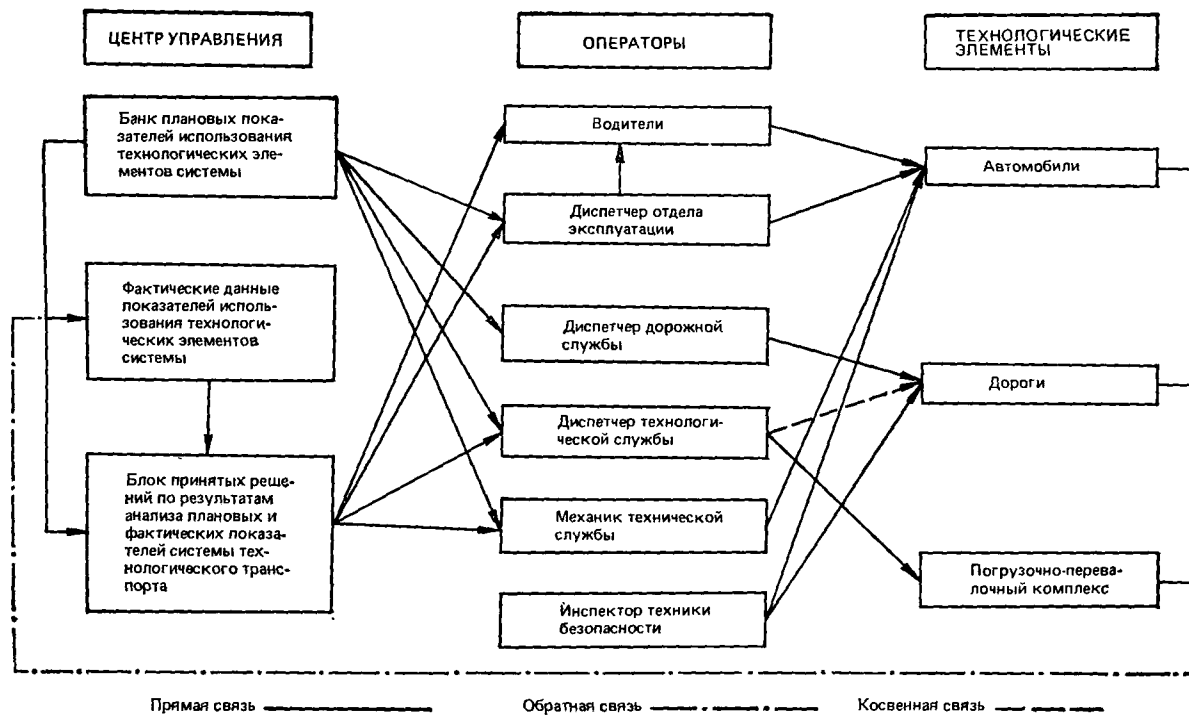 ЦЕНТР УПРАВЛЕНИЯ
ОПЕРАТОРЫ
ТЕХНОЛОГИЧЕСКИЕ
ЭЛЕМЕНТЫ
Банк плановых пока-
зателей использования
технологических эле-
ментов системы
Фактические данные
показателей исполь-
зования технологи-
ческих элементов
системы
Блок принятых реше-
ний по результатам
анализа плановых и
фактических показа-
телей системы тех-
нологического транс-
порта
Водители
Диспетчер отдела
эксплуатации
Диспетчер дорожной
службы
Диспетчер технологи-
ческой службы
Механик технической
службы
Инспектор техники
безопасности
Автомобили
Дороги
Погрузочно-перева-
лочный комплекс
Прямая связь
Обратная связь
Косвенная связь